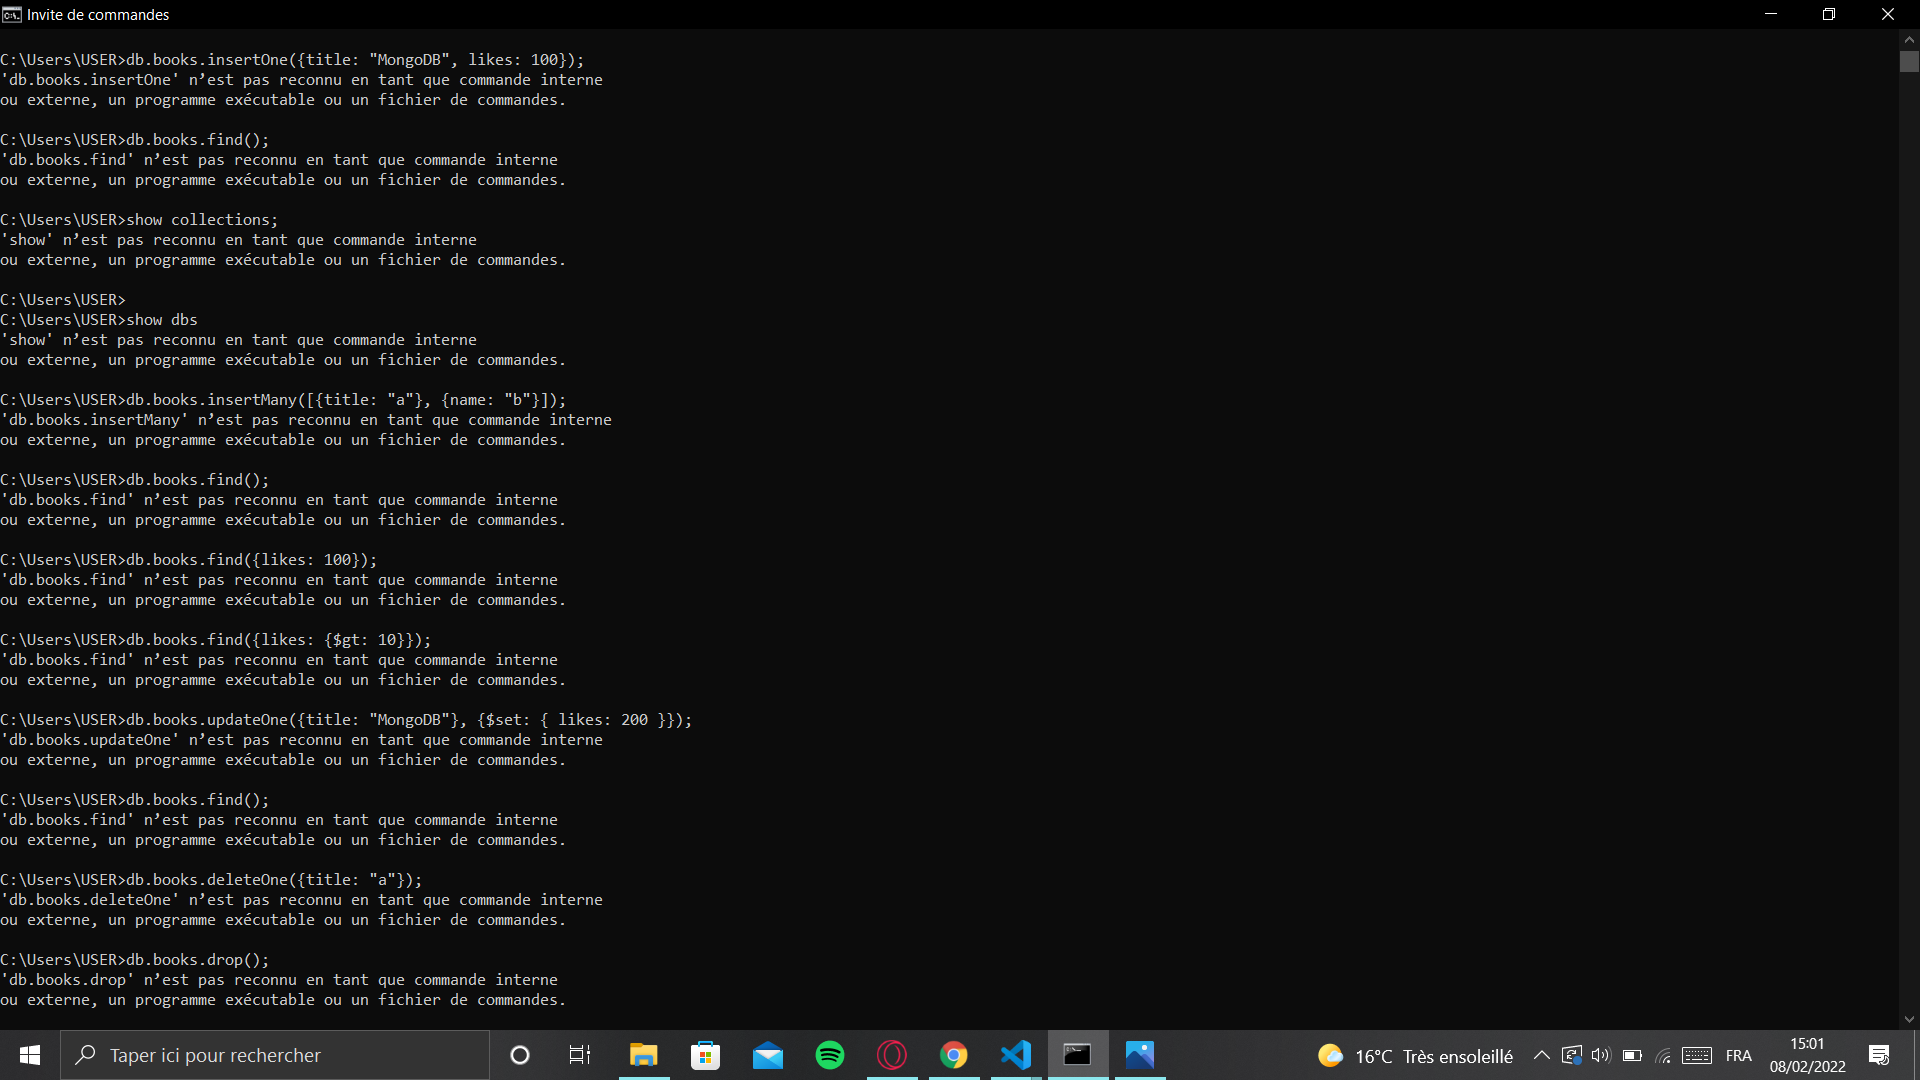 Invite de commandes
C:\Users\USER>db.books.insertOne({title: "MongoDB", likes: 100});
'db.books.insertOne' n’est pas reconnu en tant que commande interne
ou externe, un programme exécutable ou un fichier de commandes.
C:\Users\USER>db.books.find();
'db.books.find' n’est pas reconnu en tant que commande interne
ou externe, un programme exécutable ou un fichier de commandes.
C:\Users\USER>show collections;
'show' n’est pas reconnu en tant que commande interne
ou externe, un programme exécutable ou un fichier de commandes.
C:\Users\USER>
C:\Users\USER>show dbs
'show' n’est pas reconnu en tant que commande interne
ou externe, un programme exécutable ou un fichier de commandes.
C:\Users\USER>db.books.insertMany([{title: "a"}, {name: "b"}]);
'db.books.insertMany' n’est pas reconnu en tant que commande interne
ou externe, un programme exécutable ou un fichier de commandes.
C:\Users\USER>db.books.find();
'db.books.find' n’est pas reconnu en tant que commande interne
ou externe, un programme exécutable ou un fichier de commandes.
C:\Users\USER>db.books.find({likes: 100});
'db.books.find' n’est pas reconnu en tant que commande interne
ou externe, un programme exécutable ou un fichier de commandes.
C:\Users\USER>db.books.find({likes: {$gt: 10}});
'db.books.find' n’est pas reconnu en tant que commande interne
ou externe, un programme exécutable ou un fichier de commandes.
C:\Users\USER>db.books.updateOne({title: "MongoDB"}, {$set: { likes: 200 }});
'db.books.updateOne' n’est pas reconnu en tant que commande interne
ou externe, un programme exécutable ou un fichier de commandes.
C:\Users\USER>db.books.find();
'db.books.find' n’est pas reconnu en tant que commande interne
ou externe, un programme exécutable ou un fichier de commandes.
C:\Users\USER>db.books.deleteOne({title: "a"});
'db.books.deleteOne' n’est pas reconnu en tant que commande interne
ou externe, un programme exécutable ou un fichier de commandes.
C:\Users\USER>db.books.drop();
'db.books.drop' n’est pas reconnu en tant que commande interne
ou externe, un programme exécutable ou un fichier de commandes.
Taper ici pour rechercher
16°C Très ensoleillé
FRA
15:01
08/02/2022